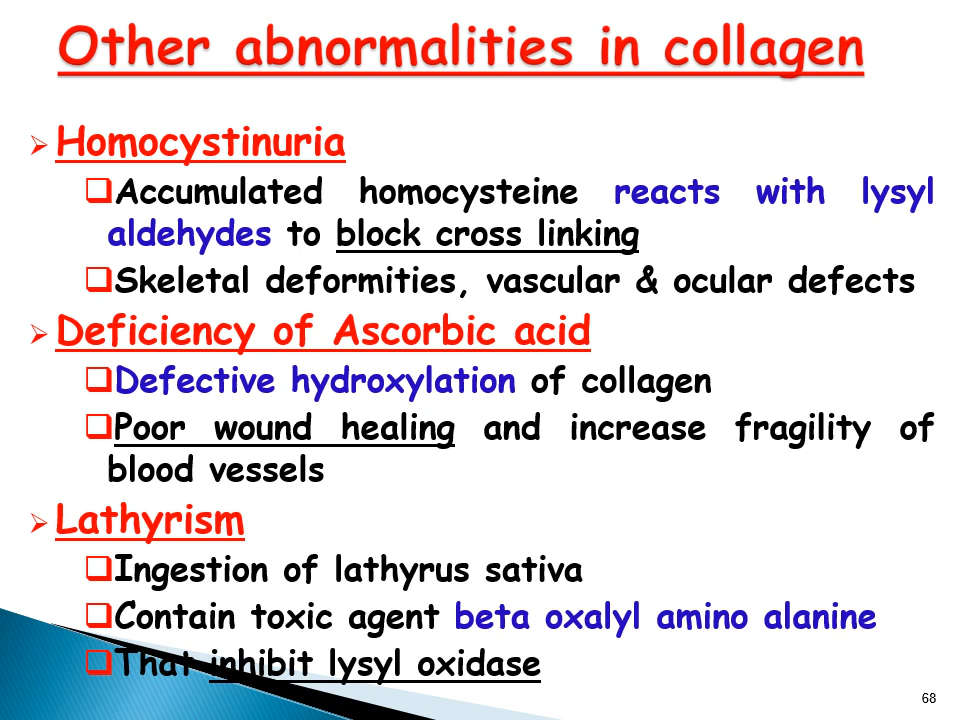 Other abnormalities in collagen
Homocystinuria
Accumulated homocysteine reacts with lysyl
aldehydes to block cross linking
Skeletal deformities, vascular & ocular defects
Deficiency of Ascorbic acid
Defective hydroxylation of collagen
Poor wound healing and increase fragility of
blood vessels
Lathyrism
Ingestion of lathyrus sativa
Contain toxic agent beta oxalyl amino alanine
That inhibit lysyl oxidase
68